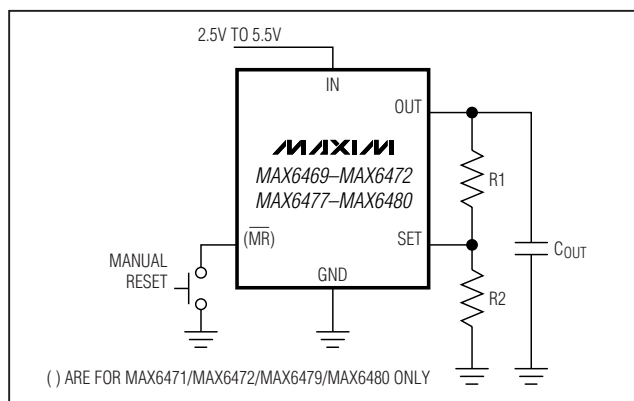 2.5V TO 5.5V
IN
OUT
MAXIM
MAX6469–MAX6472
MAX6477–MAX6480
R1
(M̅R̅)
SET
COUT
MANUAL
RESET
GND
R2
( ) ARE FOR MAX6471/MAX6472/MAX6479/MAX6480 ONLY